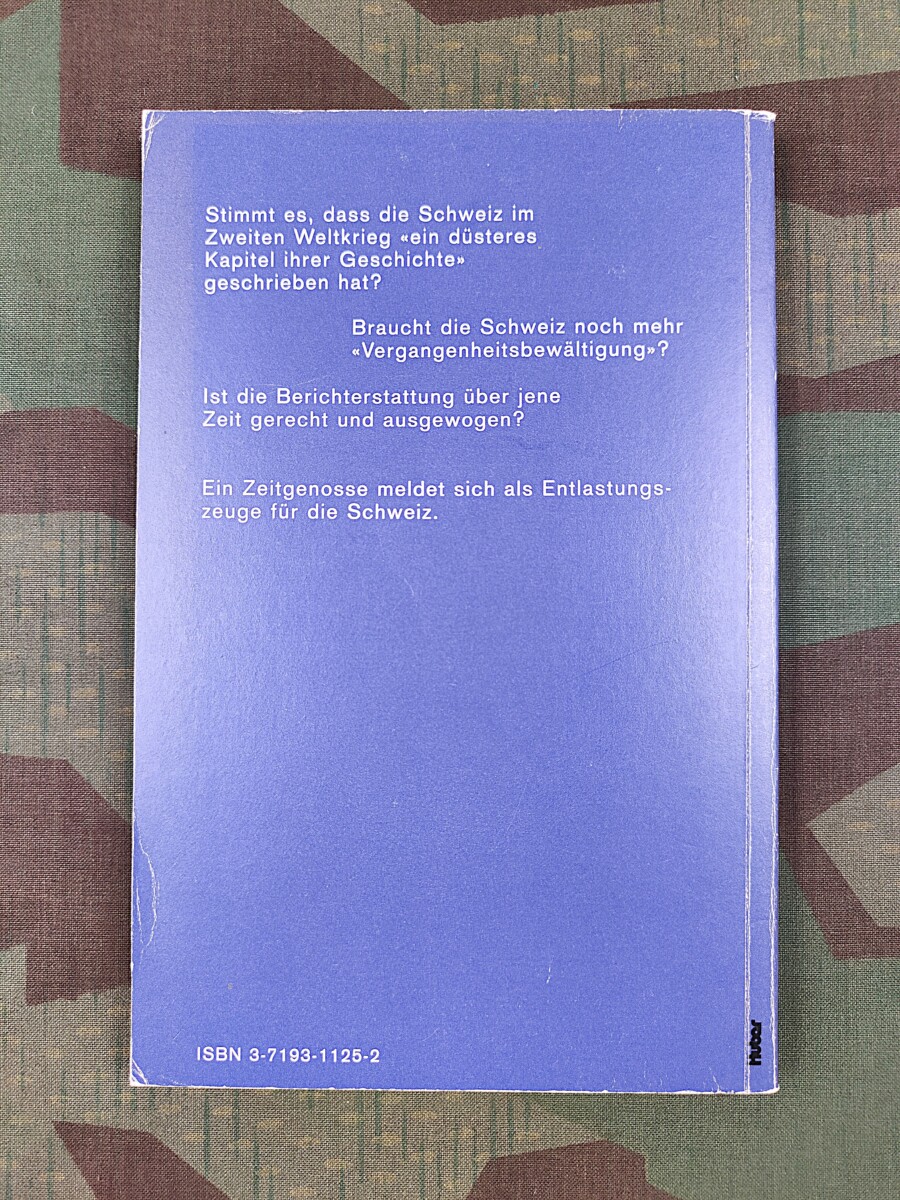 Stimmt es, dass die Schweiz im
Zweiten Weltkrieg «ein düsteres
Kapitel ihrer Geschichte»
geschrieben hat?
Braucht die Schweiz noch mehr
«Vergangenheitsbewältigung»?
Ist die Berichterstattung über jene
Zeit gerecht und ausgewogen?
Ein Zeitgenosse meldet sich als Entlastungs-
zeuge für die Schweiz.
ISBN 3-7193-1125-2
Huber